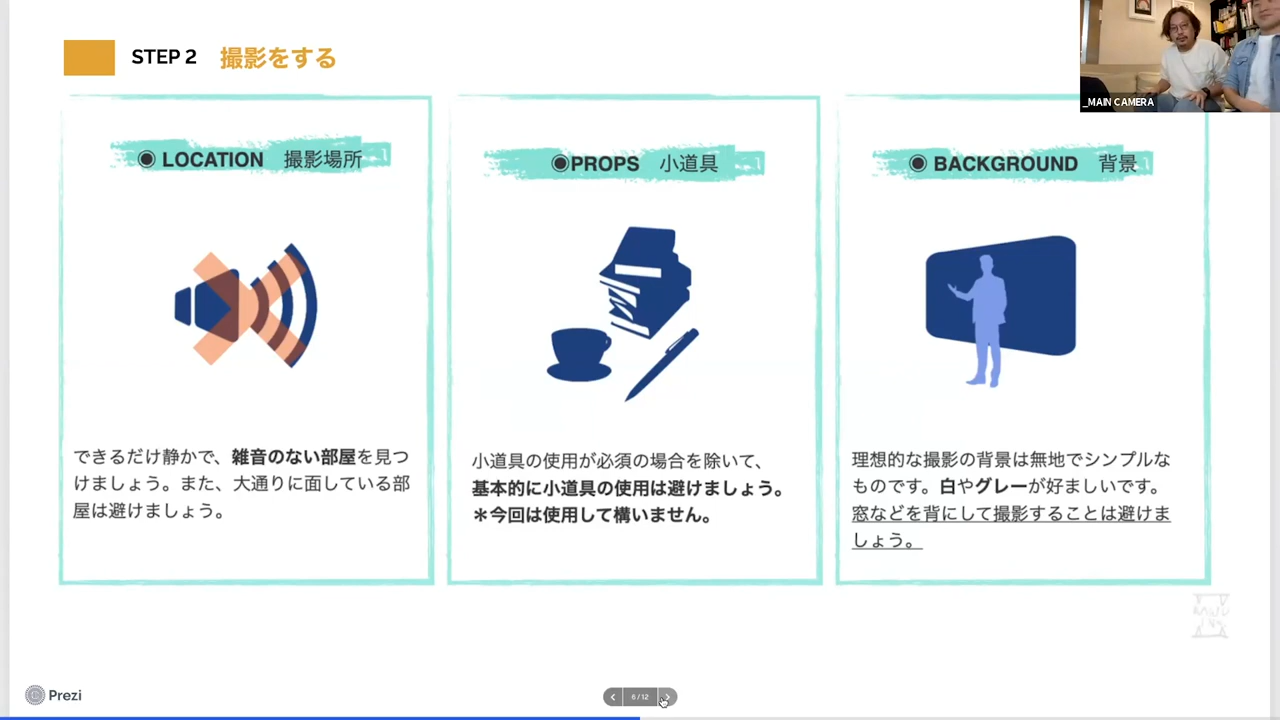 STEP 2 撮影をする
_MAIN CAMERA
◉ LOCATION 撮影場所
できるだけ静かで、雑音のない部屋を見つ
けましょう。また、大通りに面している部
屋は避けましょう。
◉PROPS 小道具
小道具の使用が必須の場合を除いて、
基本的に小道具の使用は避けましょう。
＊今回は使用して構いません。
◉ BACKGROUND 背景
理想的な撮影の背景は無地でシンプルな
ものです。白やグレーが好ましいです。
窓などを背にして撮影することは避けま
しょう。
Prezi
6 / 12